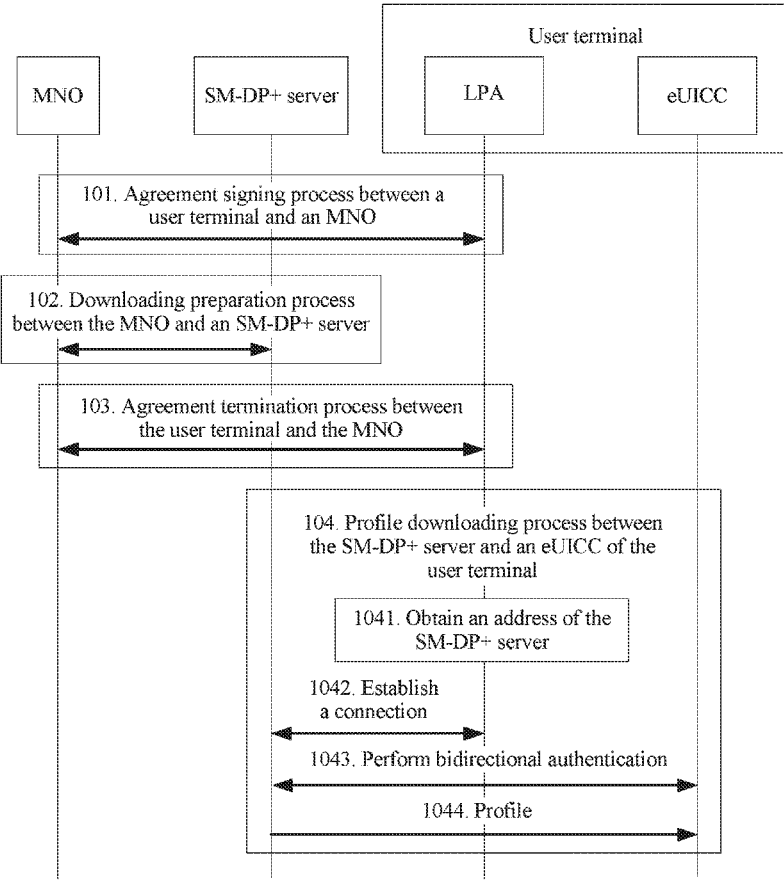 User terminal
MNO
SM-DP+ server
LPA
eUICC
101. Agreement signing process between a
user terminal and an MNO
102. Downloading preparation process
between the MNO and an SM-DP+ server
103. Agreement termination process between
the user terminal and the MNO
104. Profile downloading process between
the SM-DP+ server and an eUICC of the
user terminal
1041. Obtain an address of the
SM-DP+ server
1042. Establish
a connection
1043. Perform bidirectional authentication
1044. Profile